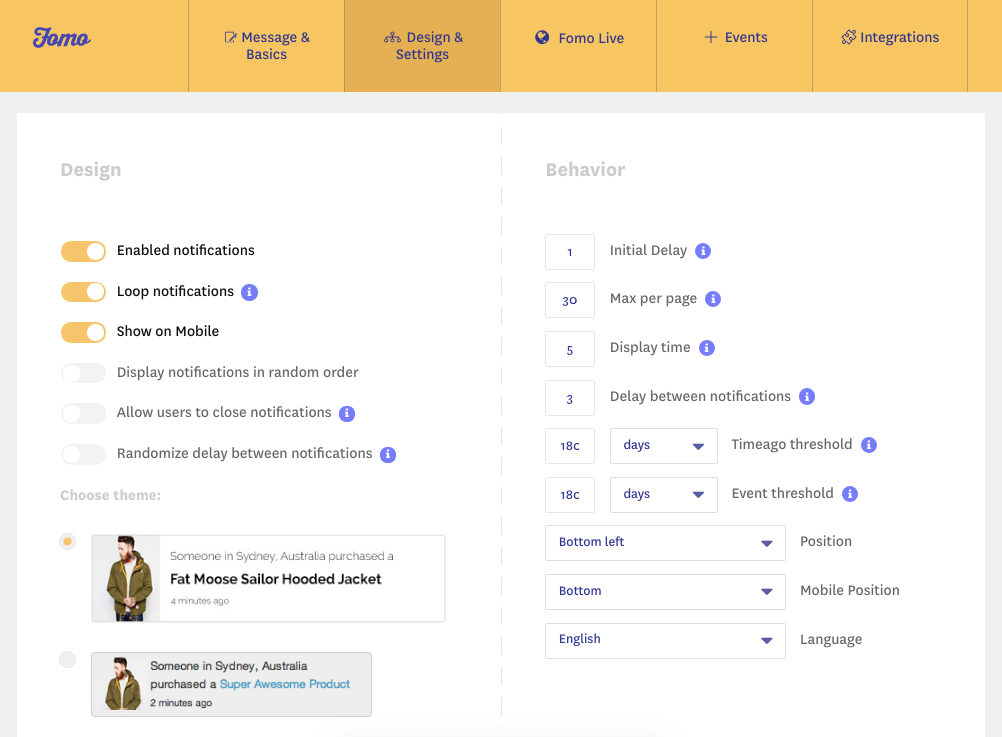 Fomo
Message &
Basics
Design &
Settings
Fomo Live
Events
Integrations
Design
Enabled notifications
Loop notifications
Show on Mobile
Display notifications in random order
Allow users to close notifications
Randomize delay between notifications
Choose theme:
Someone in Sydney, Australia purchased a
Fat Moose Sailor Hooded Jacket
4 minutes ago
Someone in Sydney, Australia
purchased a Super Awesome Product
2 minutes ago
Behavior
1 Initial Delay
30 Max per page
5 Display time
3 Delay between notifications
days Timeago threshold
days Event threshold
Bottom left Position
Bottom Mobile Position
English Language